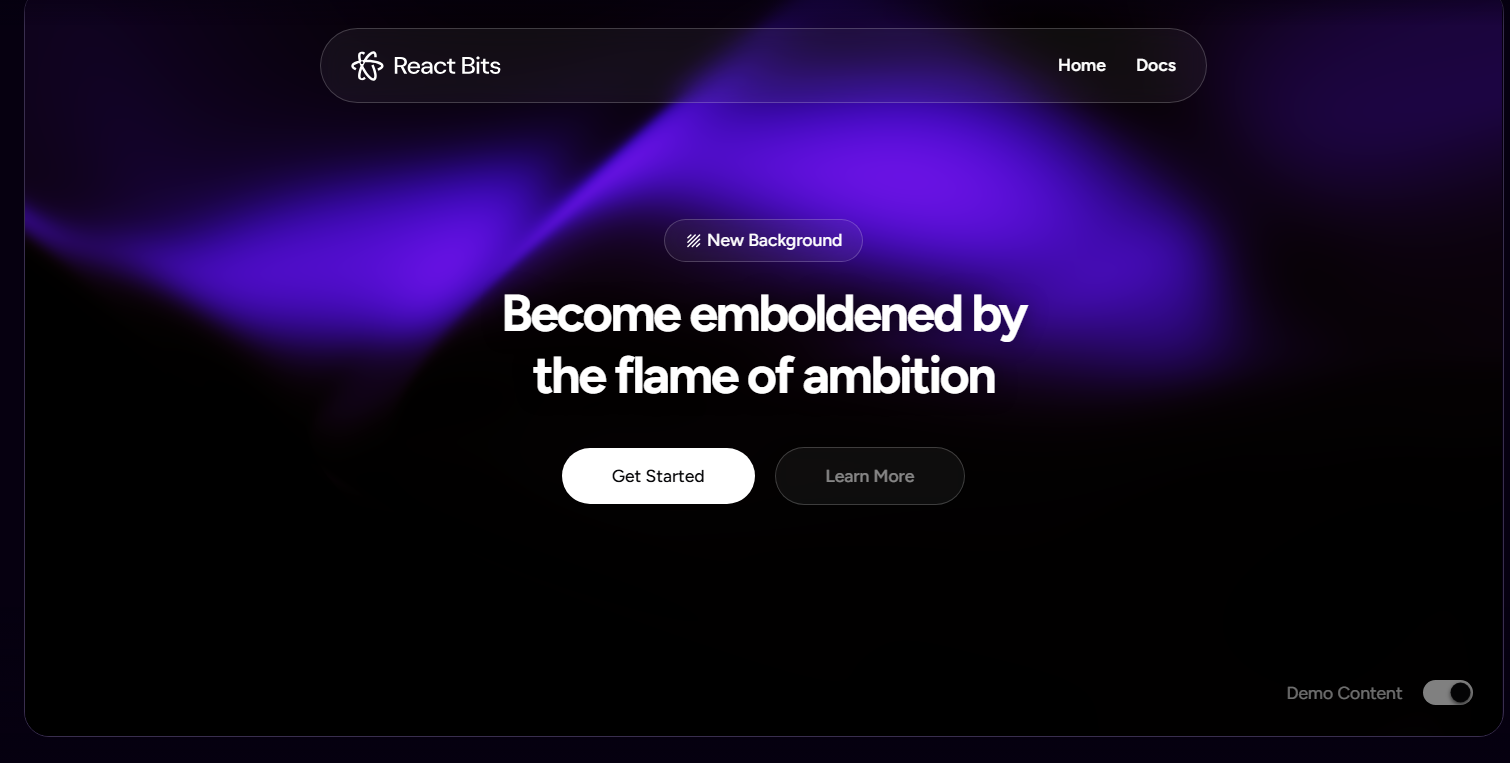 React Bits
Home
Docs
New Background
Become emboldened by
the flame of ambition
Get Started
Learn More
Demo Content